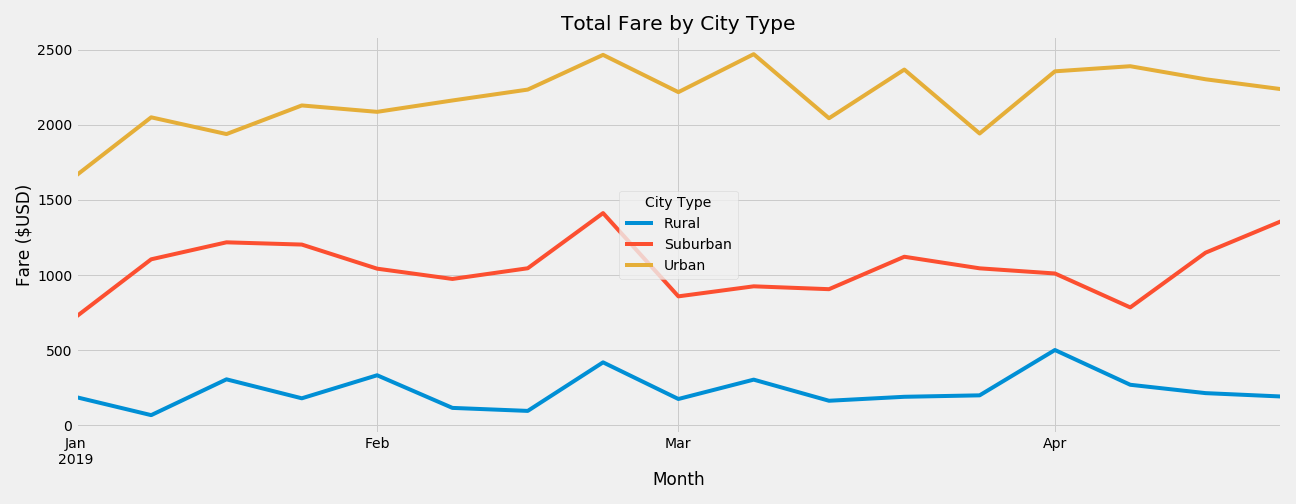 Total Fare by City Type
Fare ($USD)
2500
2000
1500
1000
500
0
City Type
Rural
Suburban
Urban
Jan
2019
Feb
Mar
Apr
Month